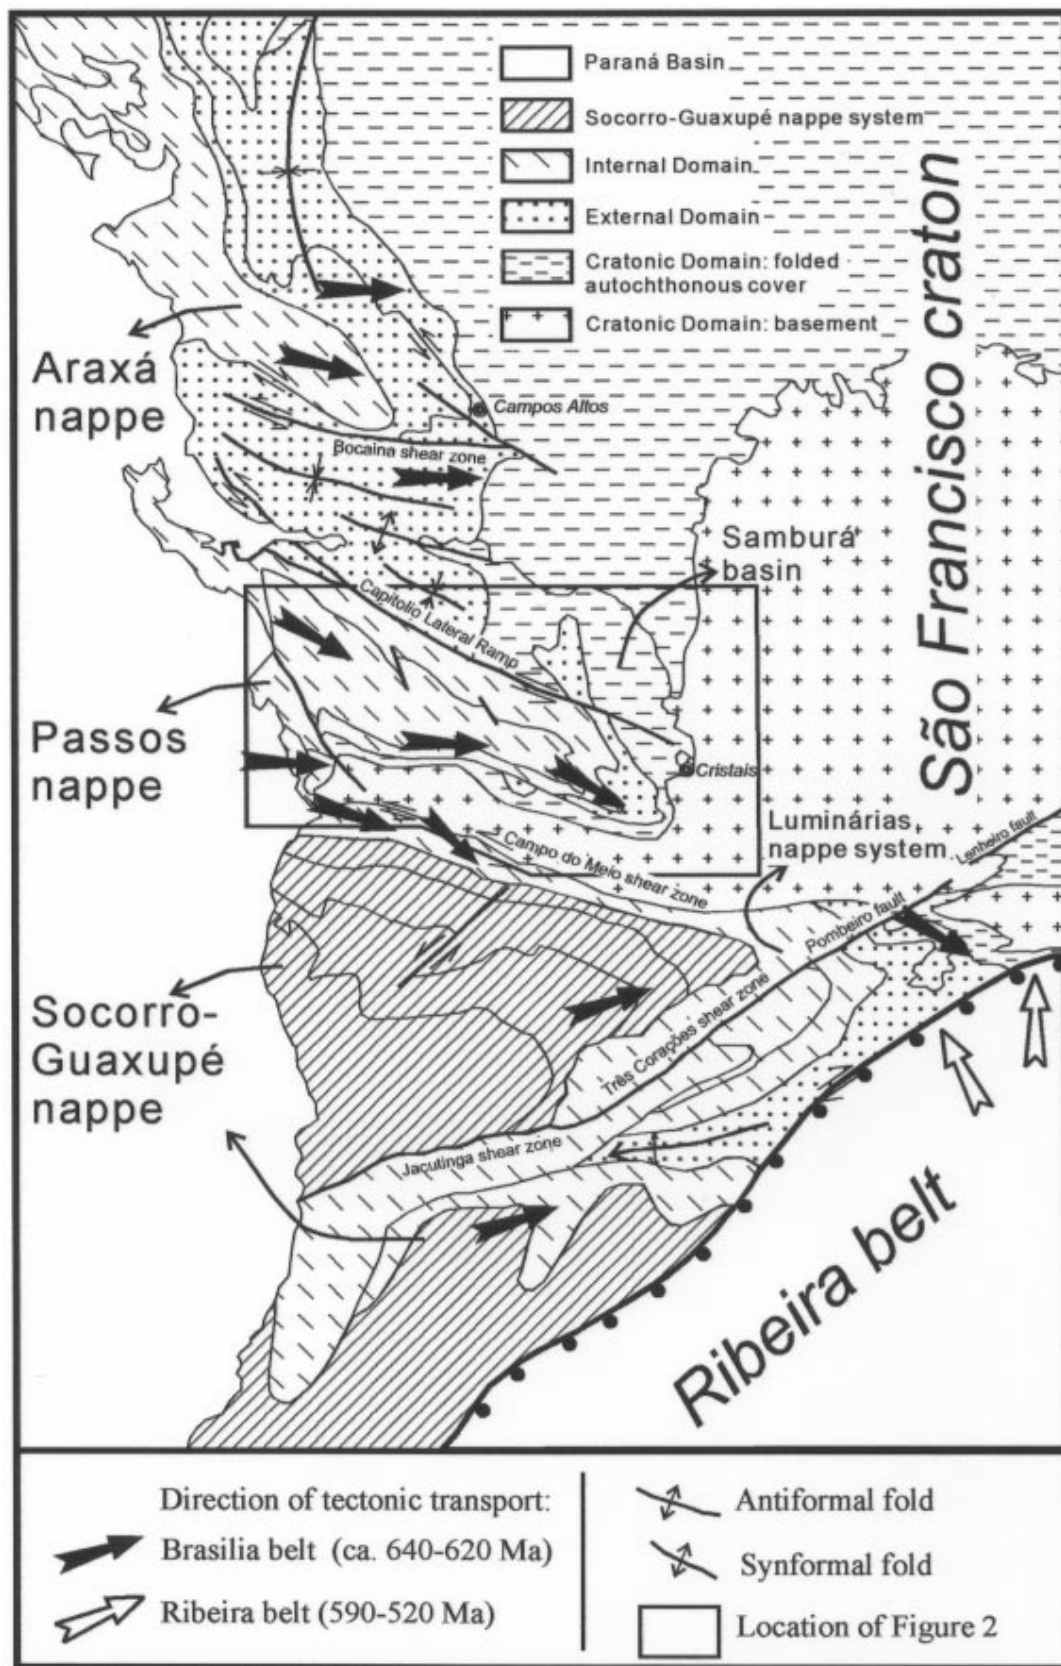 Paraná Basin
Socorro-Guaxupé nappe system
Internal Domain
External Domain
Cratonic Domain: folded
autochthonous cover
Cratonic Domain: basement
São Francisco craton
Araxá
nappe
Campos Altos
Bocaina shear zone
Samburá
basin
Capitolio Lateral Ramp
Passos
nappe
Cristais
Luminárias
nappe system
Lenheiro fault
Campo do Meio shear zone
Pombeiro fault
Socorro-
Guaxupé
nappe
Três Corações shear zone
Jacutinga shear zone
Ribeira belt
Direction of tectonic transport:
Brasilia belt (ca. 640-620 Ma)
Ribeira belt (590-520 Ma)
Antiformal fold
Synformal fold
Location of Figure 2